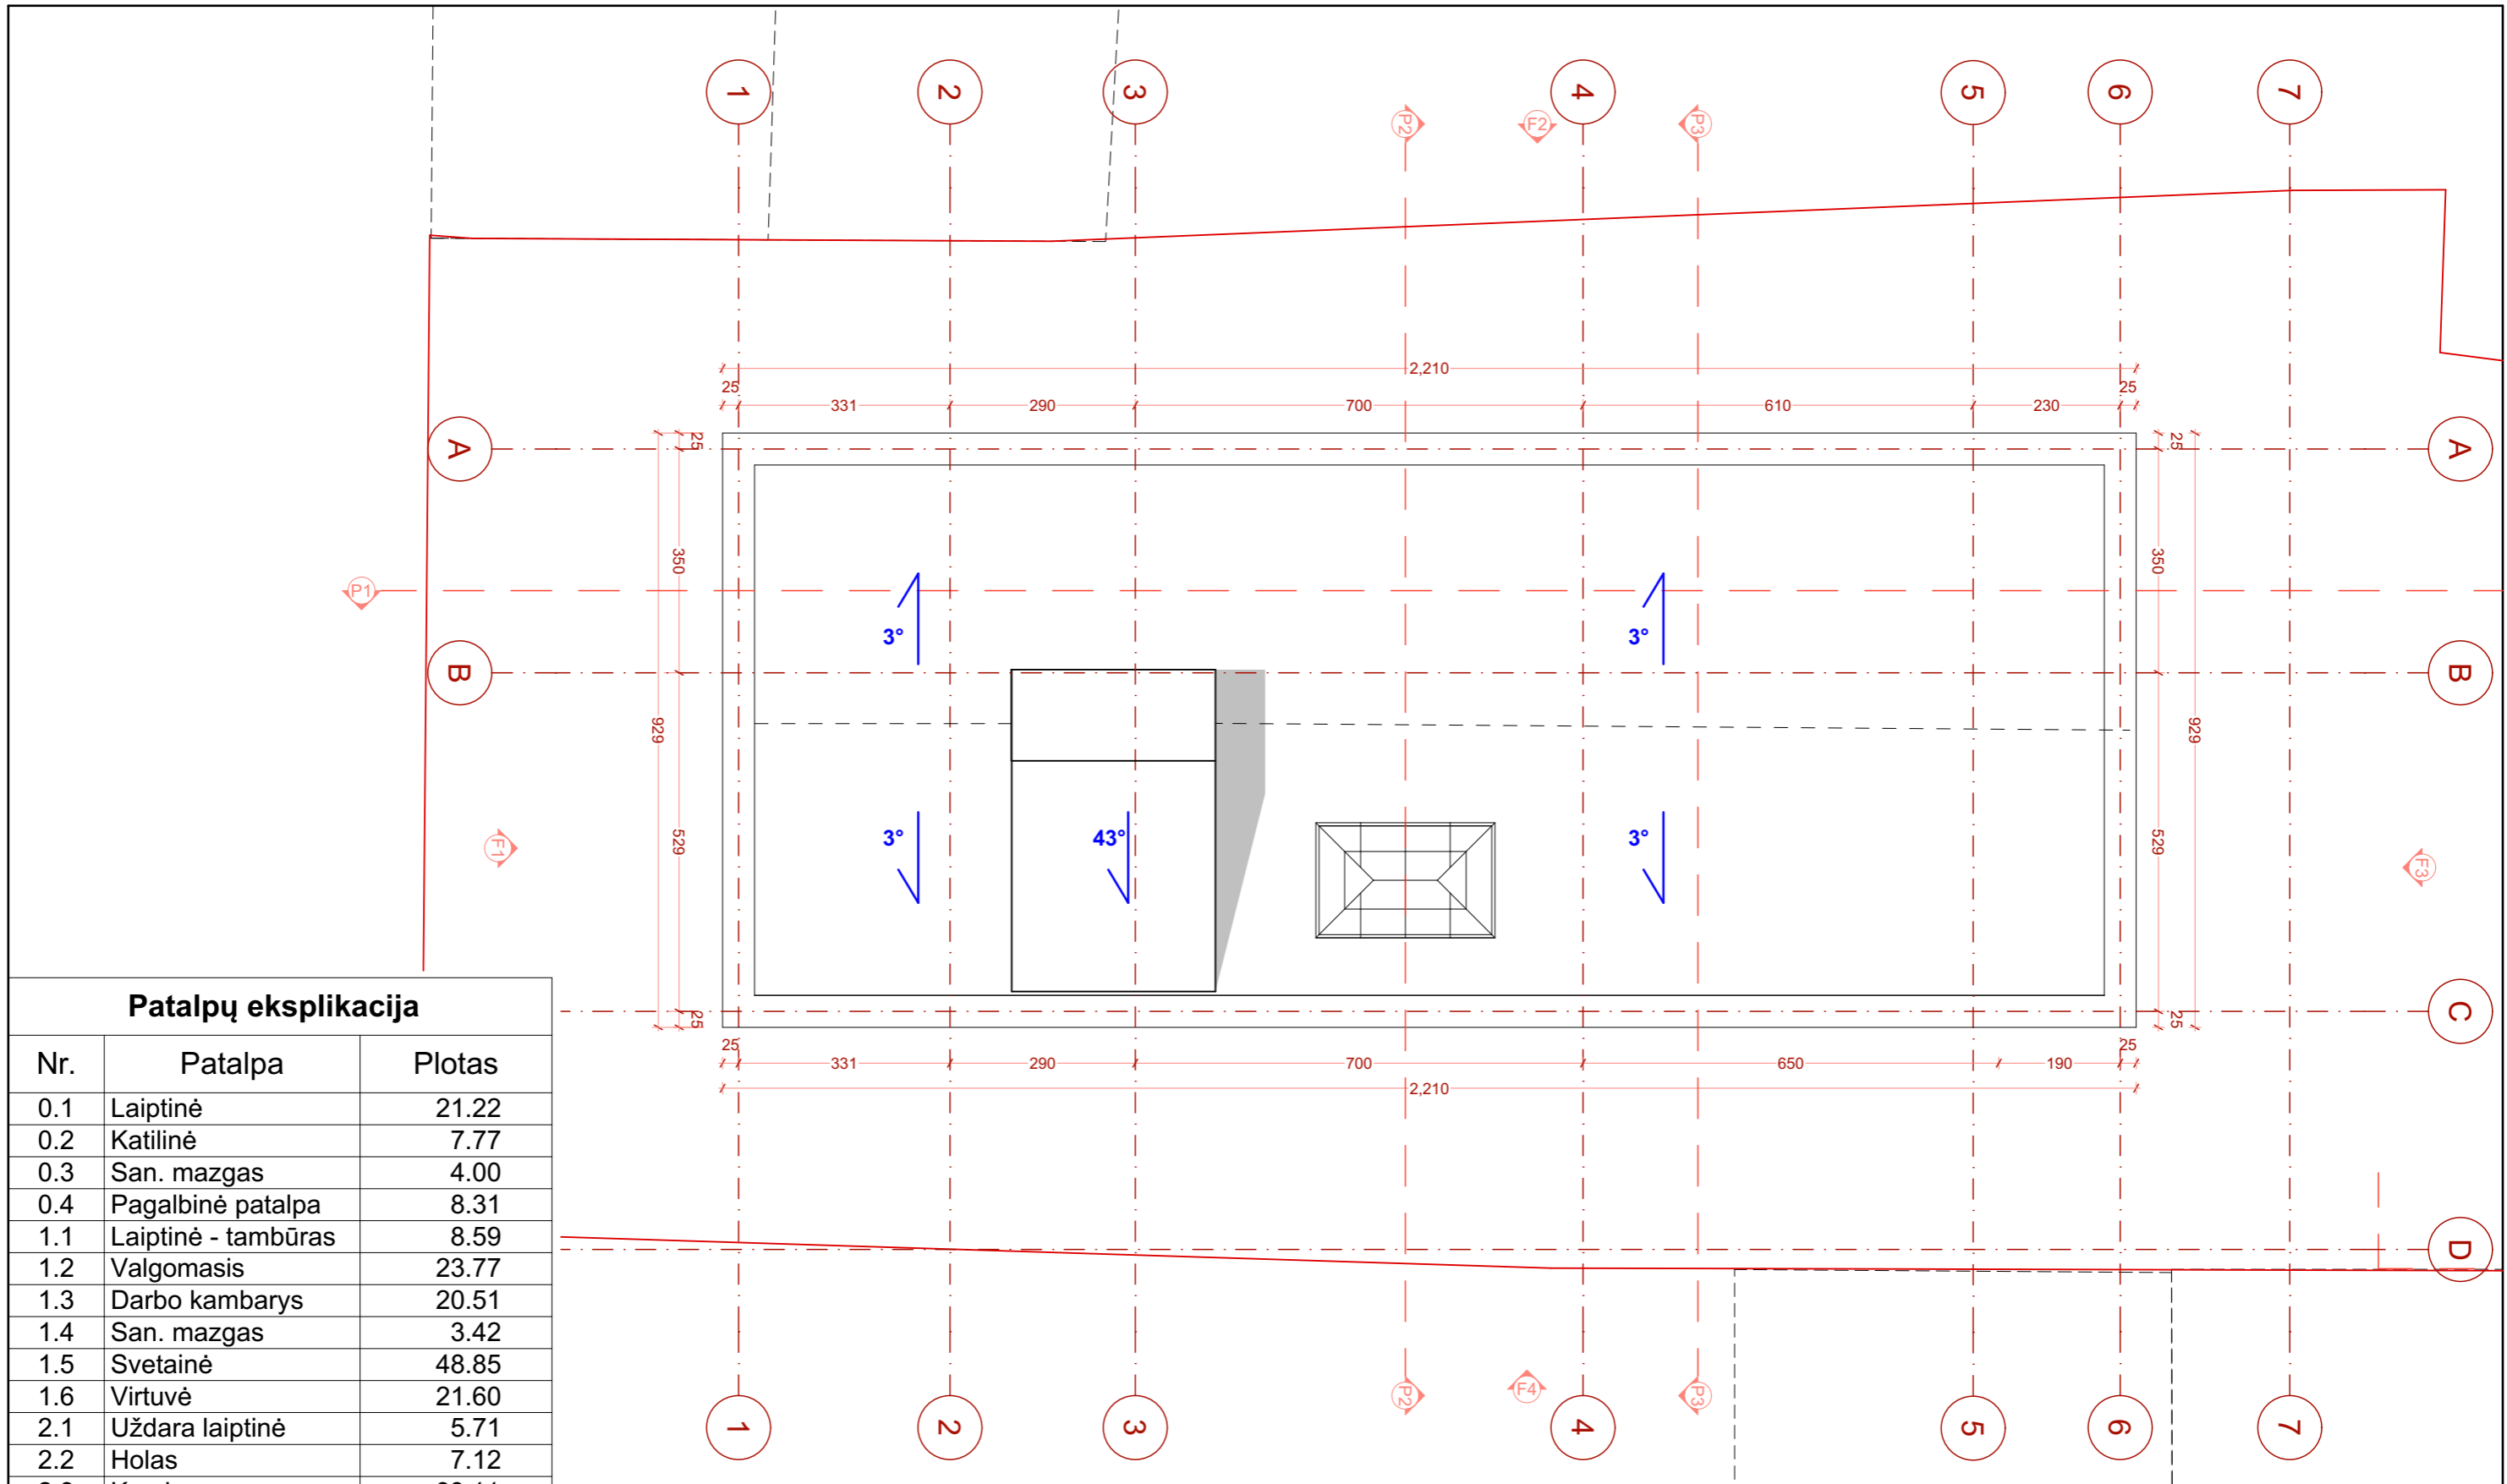 1 2 3 4 5 6 7
P2 F2 P3
2,210
25 25
331 290 700 610 230
A 25 25 A
350 350
P1
3° 3°
B B
929 929
3° 43° 3°
529 529
F1 F3
Patalpų eksplikacija
25 25 C
Nr. Patalpa Plotas
25 25
331 290 700 650 190
2,210
0.1 Laiptinė 21.22
0.2 Katilinė 7.77
0.3 San. mazgas 4.00
0.4 Pagalbinė patalpa 8.31
1.1 Laiptinė - tambūras 8.59
D
1.2 Valgomasis 23.77
1.3 Darbo kambarys 20.51
1.4 San. mazgas 3.42
1.5 Svetainė 48.85
1.6 Virtuvė 21.60
P2 F4 P3
2.1 Uždara laiptinė 5.71
1 2 3 4 5 6 7
2.2 Holas 7.12